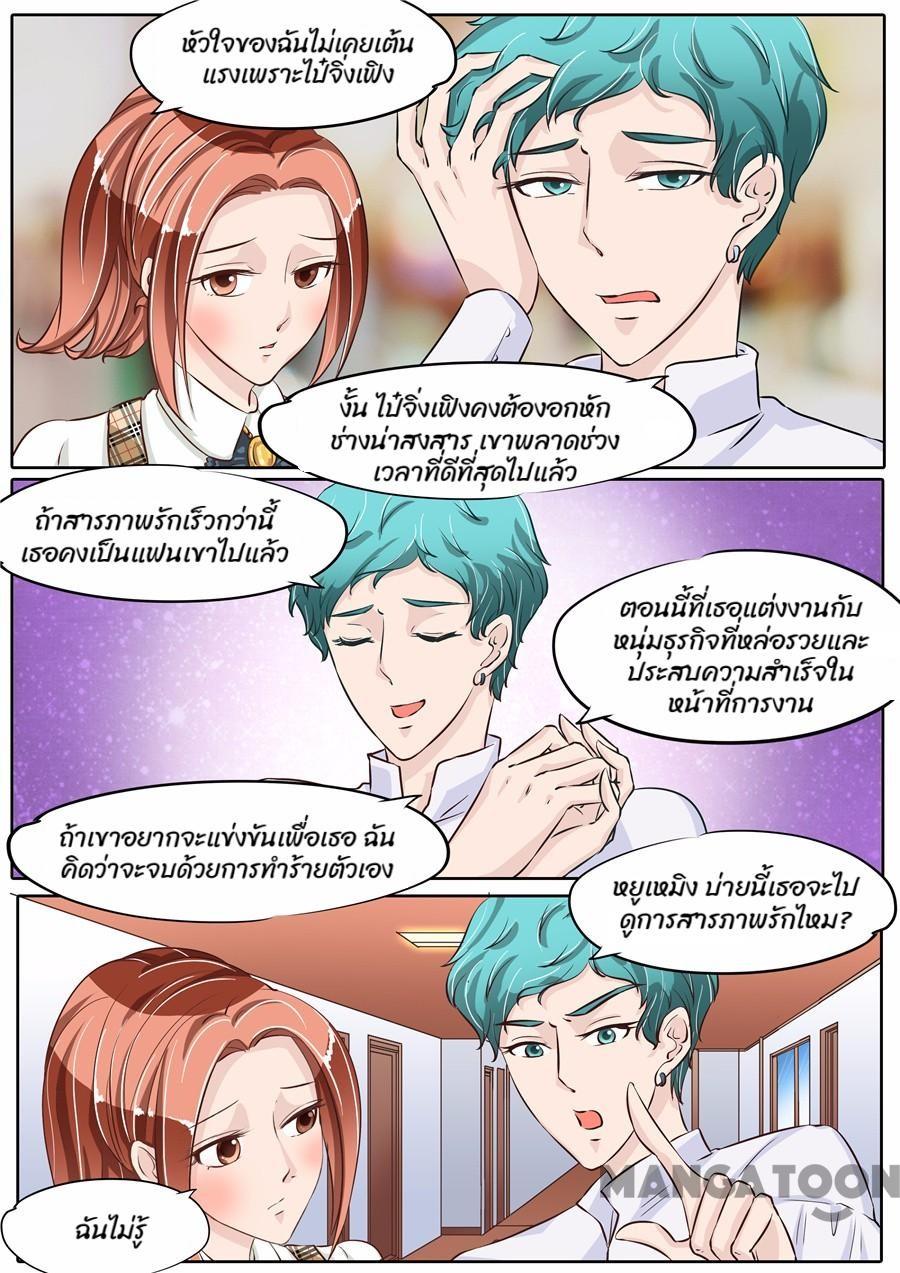 หัวใจของฉันไม่เคยเต้น
แรงเพราะไป๋จิ่งเฟิง
งั้น ไป๋จิ่งเฟิงคงต้องอกหัก
ช่างน่าสงสาร เขาพลาดช่วง
เวลาที่ดีที่สุดไปแล้ว
ถ้าสารภาพรักเร็วกว่านี้
เธอคงเป็นแฟนเขาไปแล้ว
ตอนนี้ที่เธอแต่งงานกับ
หนุ่มธุรกิจที่หล่อรวยและ
ประสบความสำเร็จใน
หน้าที่การงาน
ถ้าเขาอยากจะแข่งขันเพื่อเธอ ฉัน
คิดว่าจะจบด้วยการทำร้ายตัวเอง
หยูเหมิง บ่ายนี้เธอจะไป
ดูการสารภาพรักไหม?
ฉันไม่รู้
MANGATOON